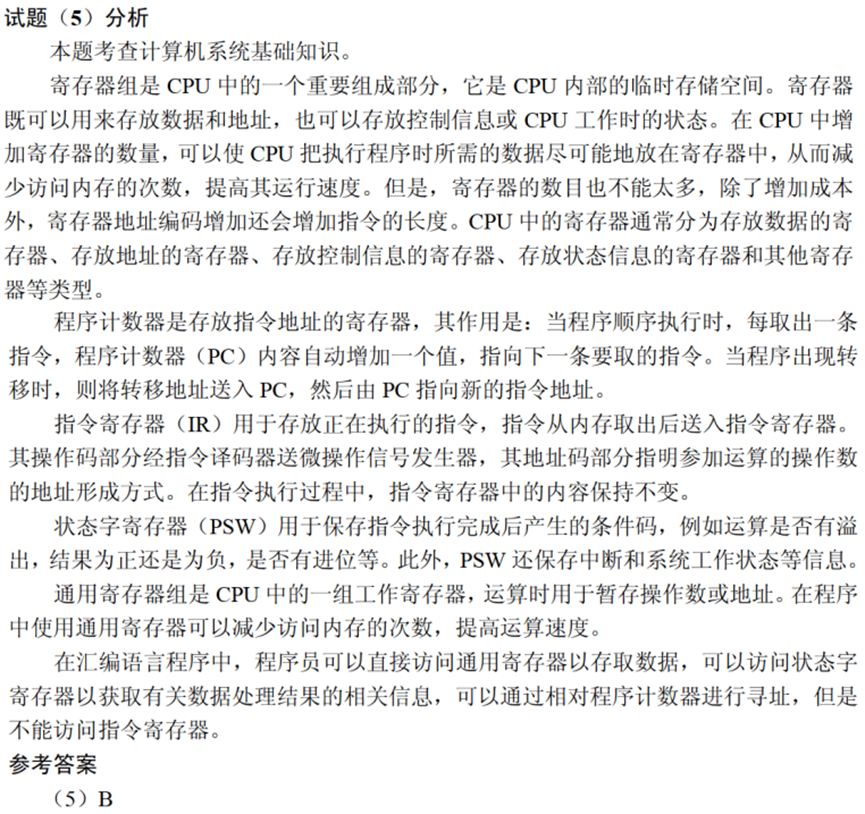 试题（5）分析
本题考查计算机系统基础知识。
寄存器组是 CPU 中的一个重要组成部分，它是 CPU 内部的临时存储空间。寄存器
既可以用来存放数据和地址，也可以存放控制信息或 CPU 工作时的状态。在 CPU 中增
加寄存器的数量，可以使 CPU 把执行程序时所需的数据尽可能地放在寄存器中，从而减
少访问内存的次数，提高其运行速度。但是，寄存器的数目也不能太多，除了增加成本
外，寄存器地址编码增加还会增加指令的长度。CPU 中的寄存器通常分为存放数据的寄
存器、存放地址的寄存器、存放控制信息的寄存器、存放状态信息的寄存器和其他寄存
器等类型。
程序计数器是存放指令地址的寄存器，其作用是：当程序顺序执行时，每取出一条
指令，程序计数器（PC）内容自动增加一个值，指向下一条要取的指令。当程序出现转
移时，则将转移地址送入 PC，然后由 PC 指向新的指令地址。
指令寄存器（IR）用于存放正在执行的指令，指令从内存取出后送入指令寄存器。
其操作码部分经指令译码器送微操作信号发生器，其地址码部分指明参加运算的操作数
的地址形成方式。在指令执行过程中，指令寄存器中的内容保持不变。
状态字寄存器（PSW）用于保存指令执行完成后产生的条件码，例如运算是否有溢
出，结果为正还是为负，是否有进位等。此外，PSW 还保存中断和系统工作状态等信息。
通用寄存器组是 CPU 中的一组工作寄存器，运算时用于暂存操作数或地址。在程序
中使用通用寄存器可以减少访问内存的次数，提高运算速度。
在汇编语言程序中，程序员可以直接访问通用寄存器以存取数据，可以访问状态字
寄存器以获取有关数据处理结果的相关信息，可以通过相对程序计数器进行寻址，但是
不能访问指令寄存器。
参考答案
（5）B